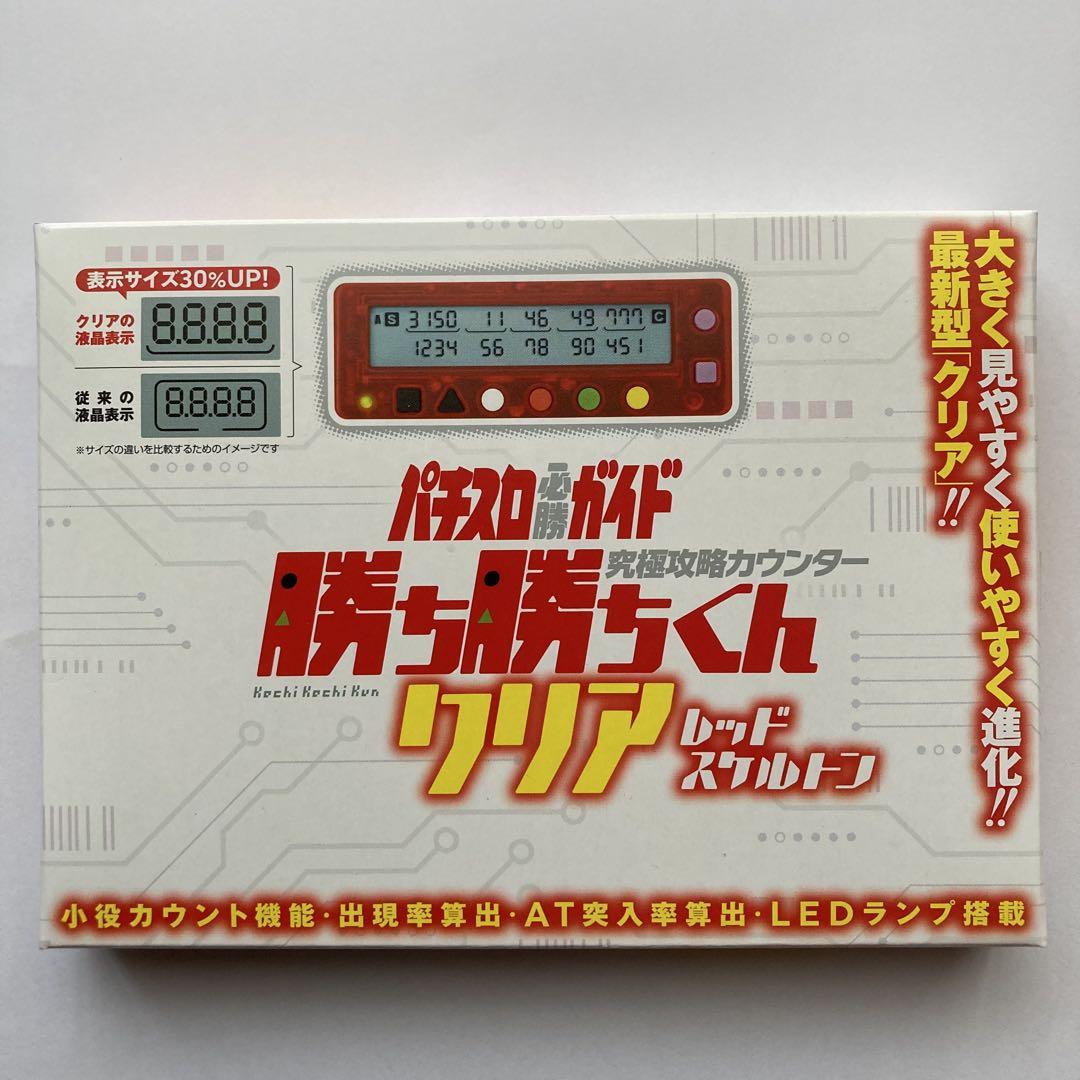 表示サイズ30%UP!
クリアの
液晶表示
8.8.8.8
従来の
液晶表示
8.8.8.8
※サイズの違いを比較するためのイメージです
S 3150 11 46 49 777 C
1234 56 78 90 451
大きく見やすく使いやすく進化!!
最新型「クリア」!!
パチスロ必勝ガイド
究極攻略カウンター
勝ち勝ちくん
Kachi Kachi Kun
クリア
レッド
スケルトン
小役カウント機能・出現率算出・AT突入率算出・LEDランプ搭載